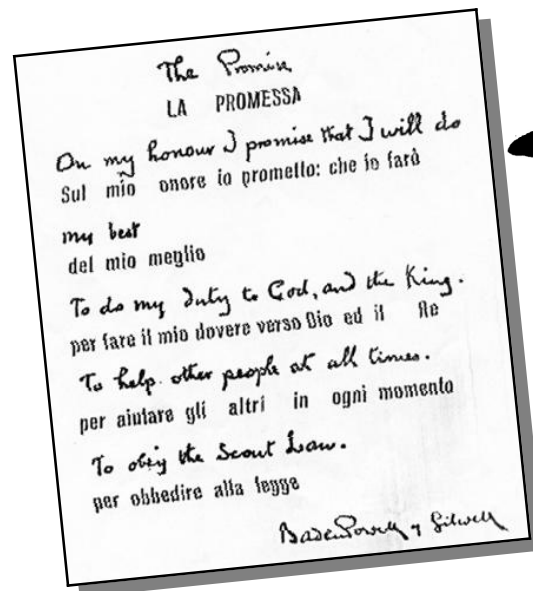 The Promise
LA PROMESSA
On my honour I promise that I will do
Sul mio onore io prometto: che io farò
my best
del mio meglio
To do my duty to God, and the King.
per fare il mio dovere verso Dio ed il Re
To help other people at all times.
per aiutare gli altri in ogni momento
To obey the Scout Law.
per obbedire alla legge
Baden Powell of Gilwell